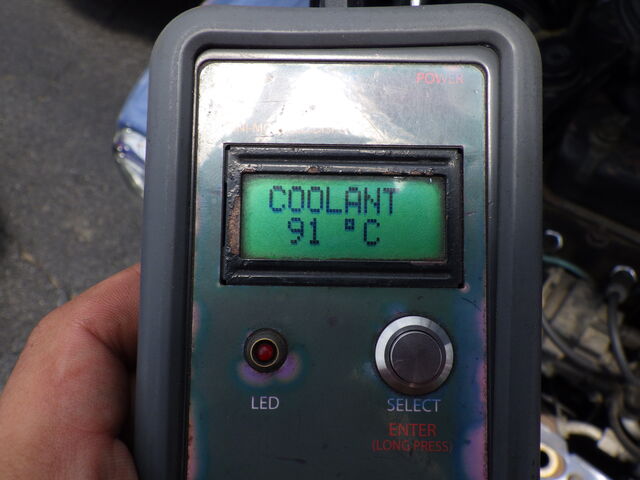 POWER
COOLANT
91 °C
LED
SELECT
ENTER
(LONG PRESS)